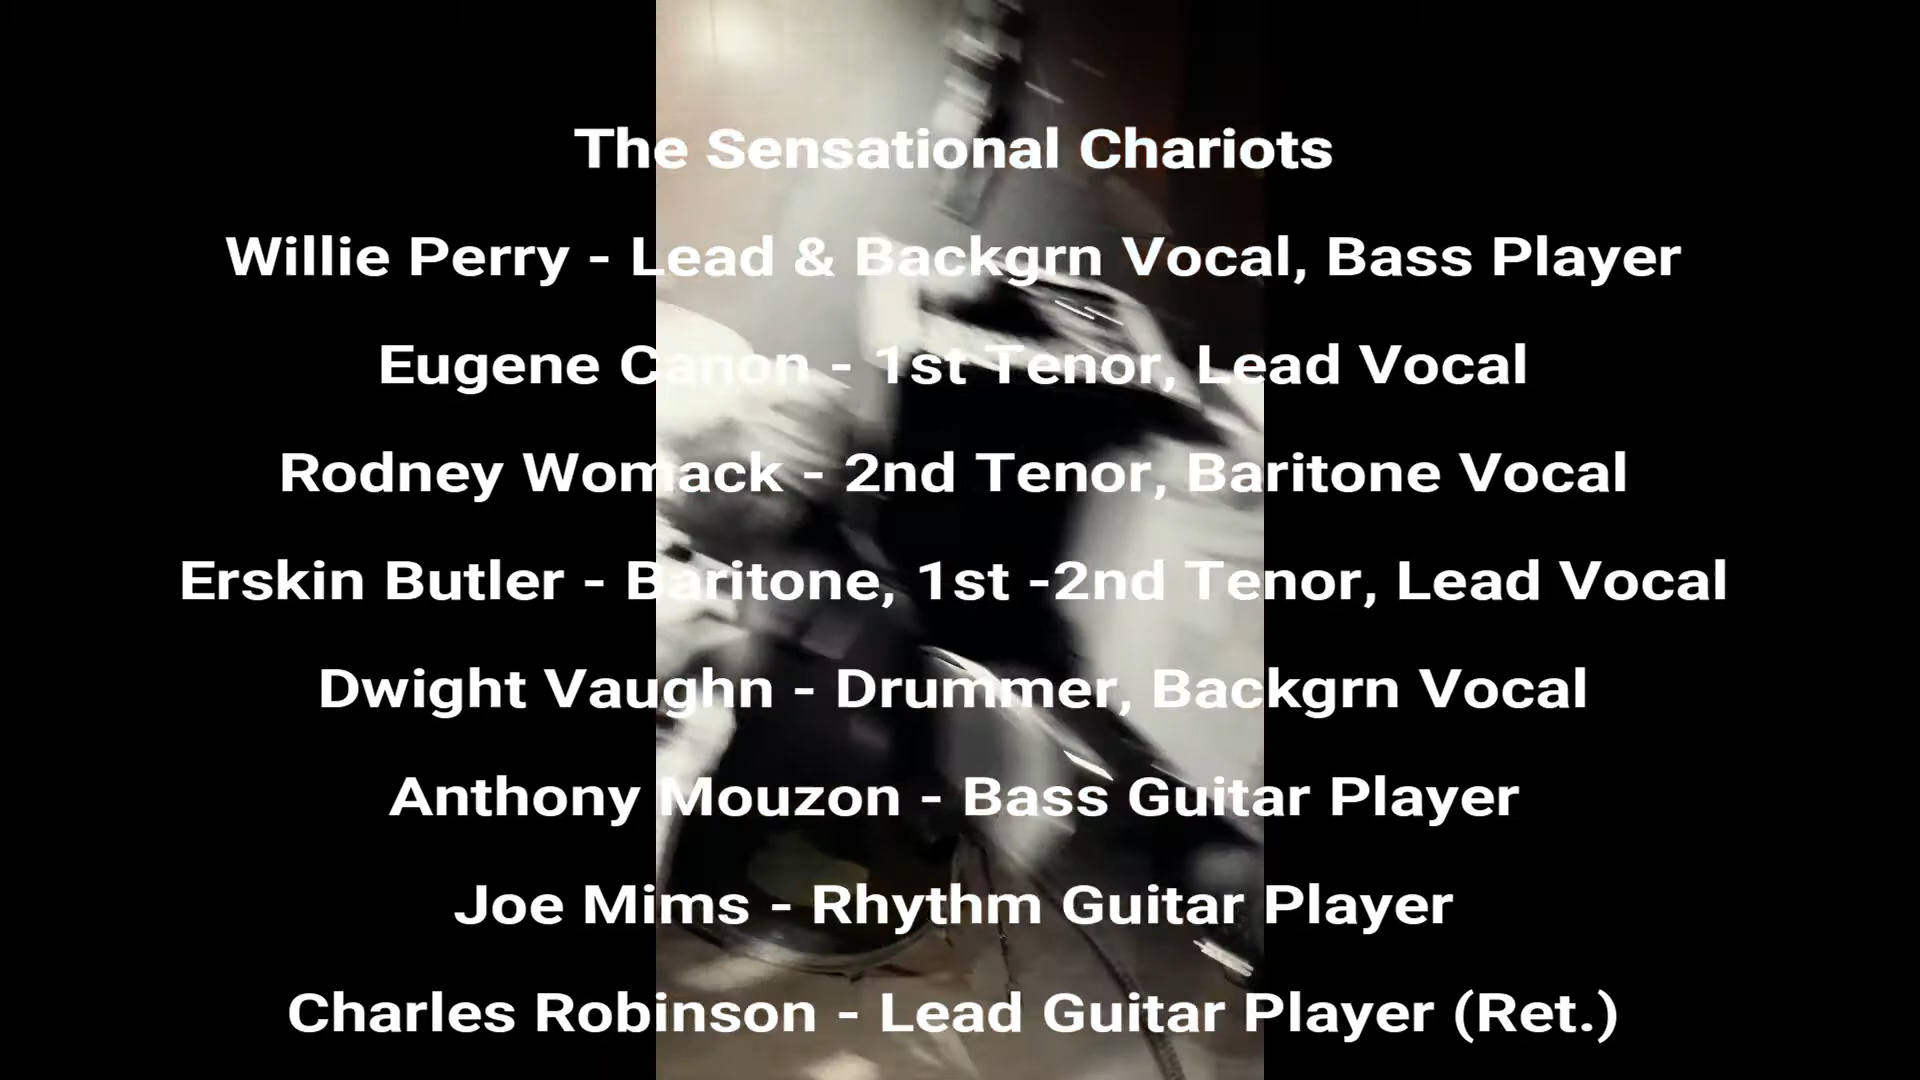 The Sensational Chariots
Willie Perry - Lead & Backgrn Vocal, Bass Player
Eugene Canon - 1st Tenor, Lead Vocal
Rodney Womack - 2nd Tenor, Baritone Vocal
Erskin Butler - Baritone, 1st -2nd Tenor, Lead Vocal
Dwight Vaughn - Drummer, Backgrn Vocal
Anthony Mouzon - Bass Guitar Player
Joe Mims - Rhythm Guitar Player
Charles Robinson - Lead Guitar Player (Ret.)